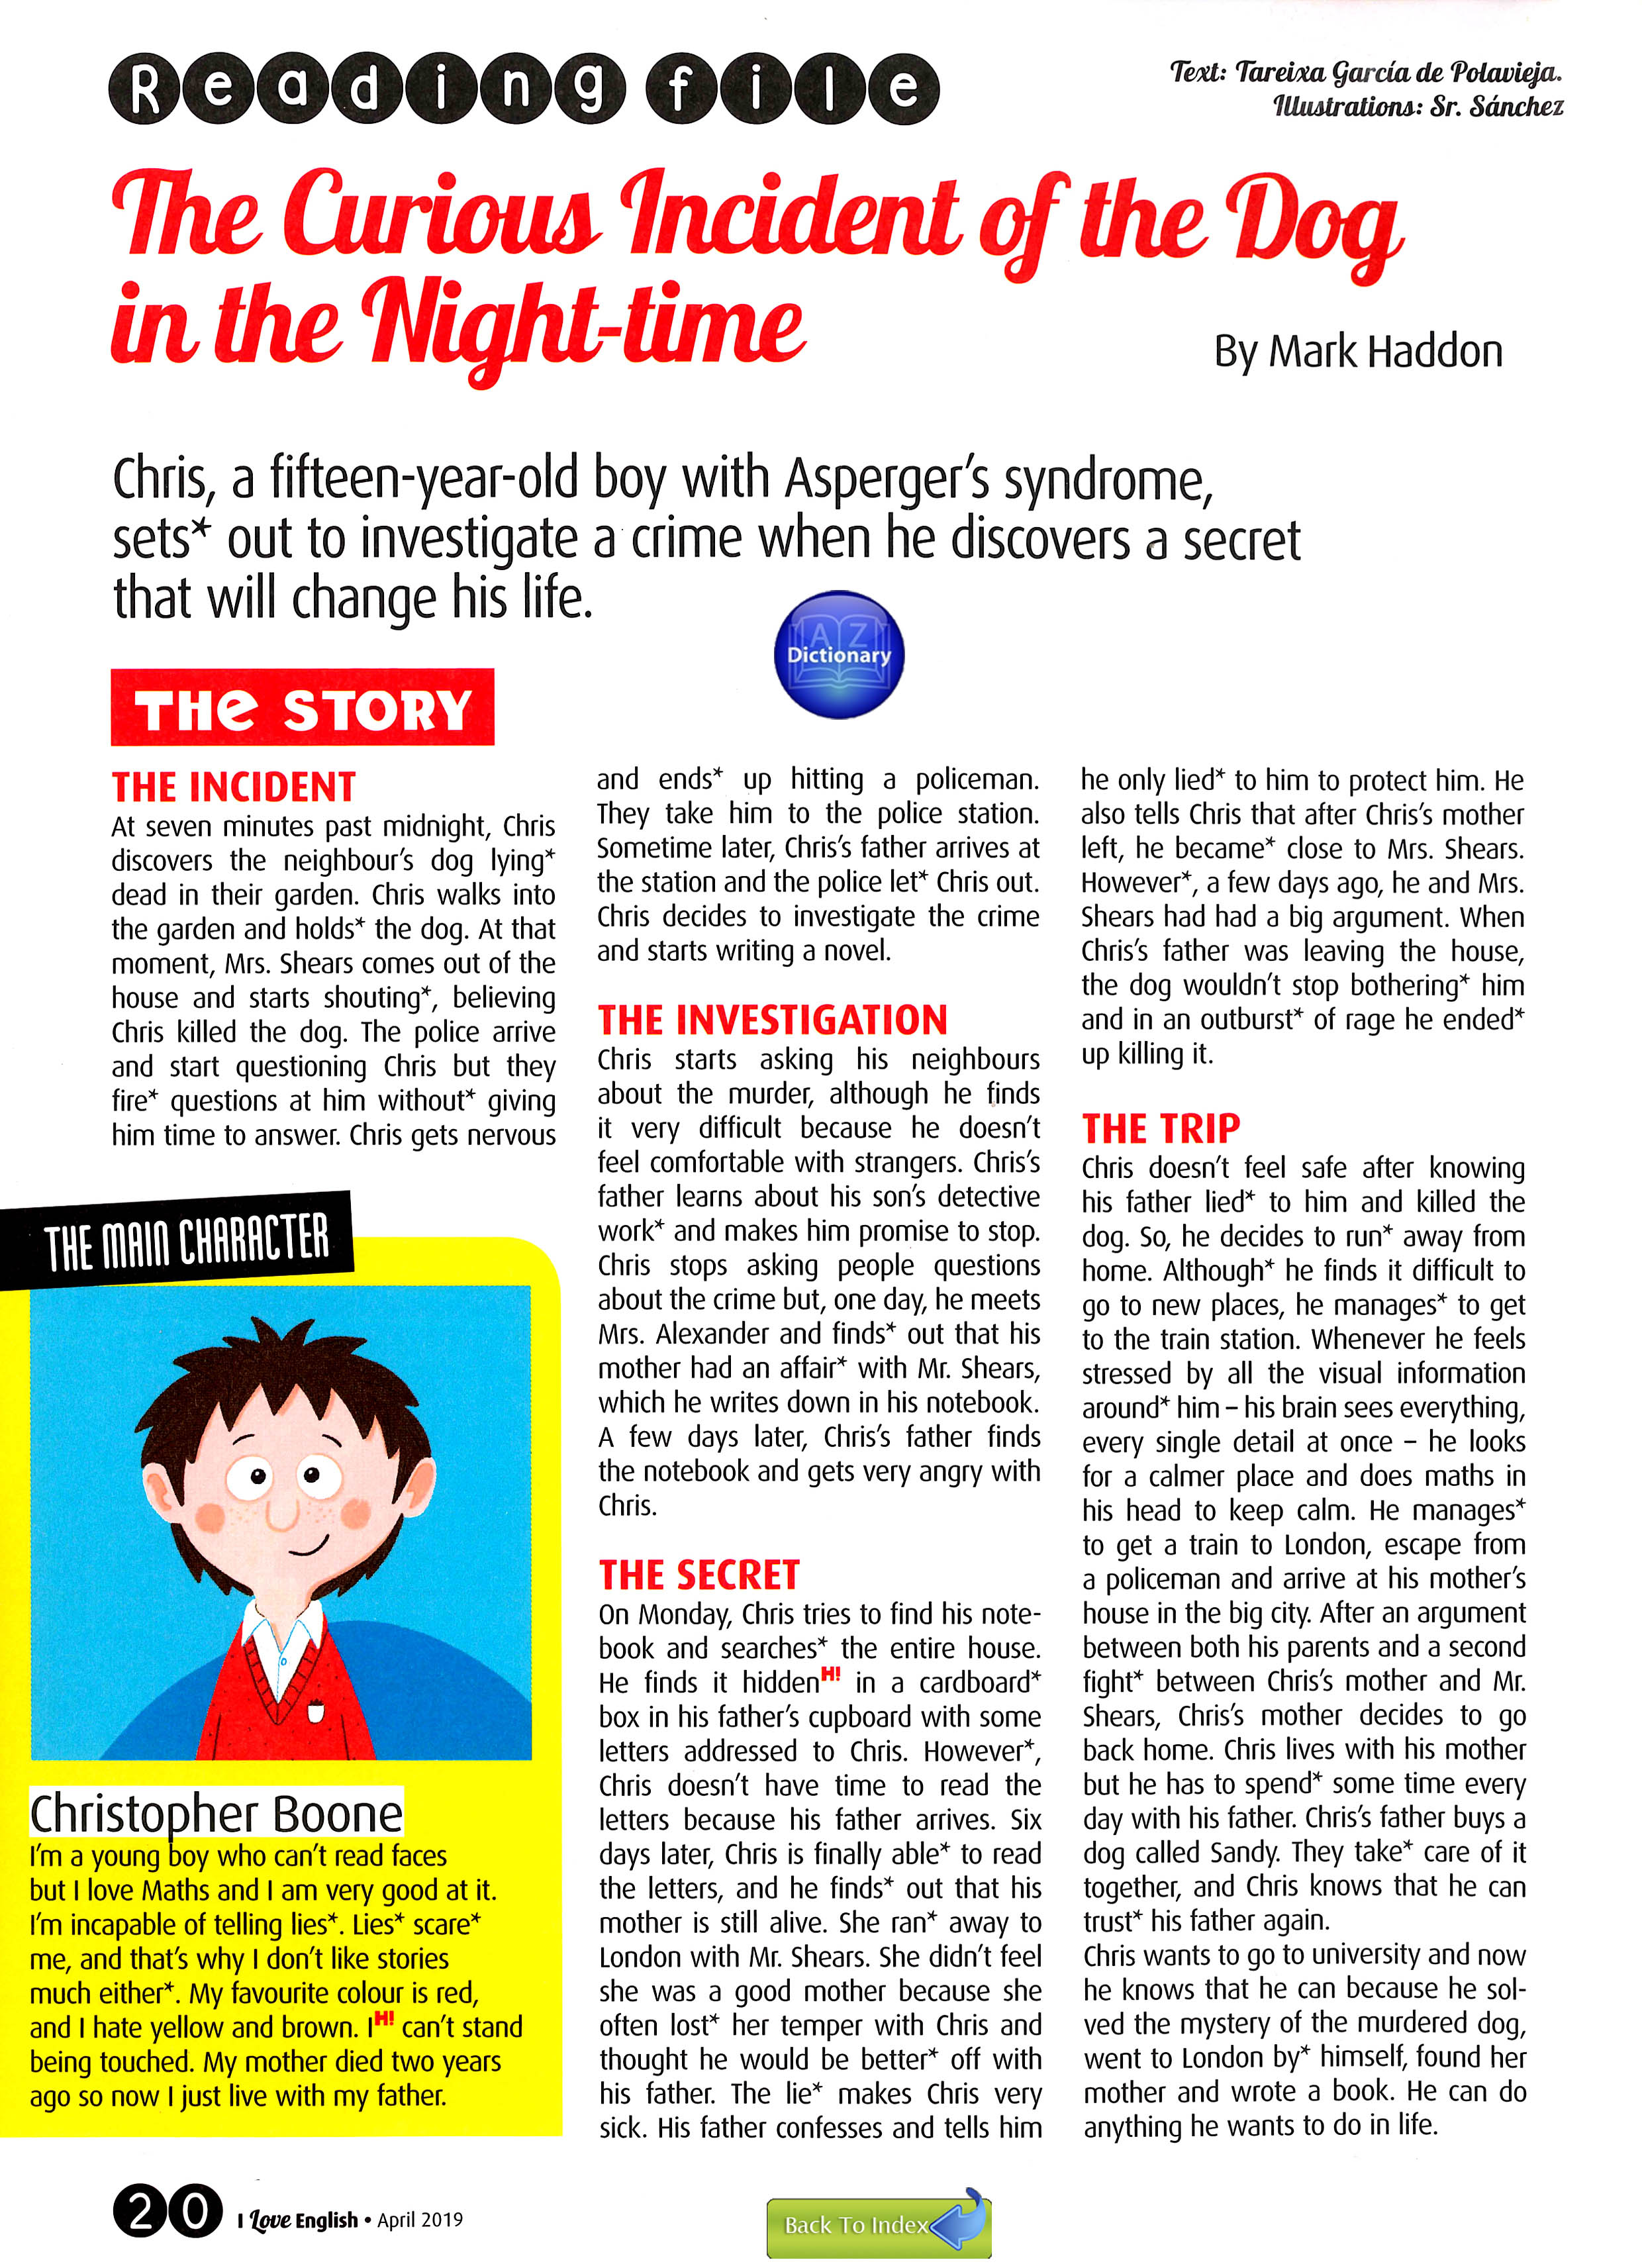 Reading file
Text: Tareixa García de Polavieja.
Illustrations: Sr. Sánchez
The Curious Incident of the Dog
in the Night-time
By Mark Haddon
Chris, a fifteen-year-old boy with Asperger's syndrome,
sets* out to investigate a crime when he discovers a secret
that will change his life.
A Z
Dictionary
THE STORY
THE INCIDENT
At seven minutes past midnight, Chris
discovers the neighbour's dog lying*
dead in their garden. Chris walks into
the garden and holds* the dog. At that
moment, Mrs. Shears comes out of the
house and starts shouting*, believing
Chris killed the dog. The police arrive
and start questioning Chris but they
fire* questions at him without* giving
him time to answer. Chris gets nervous
and ends* up hitting a policeman.
They take him to the police station.
Sometime later, Chris's father arrives at
the station and the police let* Chris out.
Chris decides to investigate the crime
and starts writing a novel.
THE INVESTIGATION
Chris starts asking his neighbours
about the murder, although he finds
it very difficult because he doesn't
feel comfortable with strangers. Chris's
father learns about his son's detective
work* and makes him promise to stop.
Chris stops asking people questions
about the crime but, one day, he meets
Mrs. Alexander and finds* out that his
mother had an affair* with Mr. Shears,
which he writes down in his notebook.
A few days later, Chris's father finds
the notebook and gets very angry with
Chris.
THE SECRET
On Monday, Chris tries to find his note-
book and searches* the entire house.
He finds it hidden H! in a cardboard*
box in his father's cupboard with some
letters addressed to Chris. However*,
Chris doesn't have time to read the
letters because his father arrives. Six
days later, Chris is finally able* to read
the letters, and he finds* out that his
mother is still alive. She ran* away to
London with Mr. Shears. She didn't feel
she was a good mother because she
often lost* her temper with Chris and
thought he would be better* off with
his father. The lie* makes Chris very
sick. His father confesses and tells him
he only lied* to him to protect him. He
also tells Chris that after Chris's mother
left, he became* close to Mrs. Shears.
However*, a few days ago, he and Mrs.
Shears had had a big argument. When
Chris's father was leaving the house,
the dog wouldn't stop bothering* him
and in an outburst* of rage he ended*
up killing it.
THE TRIP
Chris doesn't feel safe after knowing
his father lied* to him and killed the
dog. So, he decides to run* away from
home. Although* he finds it difficult to
go to new places, he manages* to get
to the train station. Whenever he feels
stressed by all the visual information
around* him – his brain sees everything,
every single detail at once – he looks
for a calmer place and does maths in
his head to keep calm. He manages*
to get a train to London, escape from
a policeman and arrive at his mother's
house in the big city. After an argument
between both his parents and a second
fight* between Chris's mother and Mr.
Shears, Chris's mother decides to go
back home. Chris lives with his mother
but he has to spend* some time every
day with his father. Chris's father buys a
dog called Sandy. They take* care of it
together, and Chris knows that he can
trust* his father again.
Chris wants to go to university and now
he knows that he can because he sol-
ved the mystery of the murdered dog,
went to London by* himself, found her
mother and wrote a book. He can do
anything he wants to do in life.
THE MAIN CHARACTER
Christopher Boone
I'm a young boy who can't read faces
but I love Maths and I am very good at it.
I'm incapable of telling lies*. Lies* scare*
me, and that's why I don't like stories
much either*. My favourite colour is red,
and I hate yellow and brown. I H! can't stand
being touched. My mother died two years
ago so now I just live with my father.
20 I Love English • April 2019
Back To Index